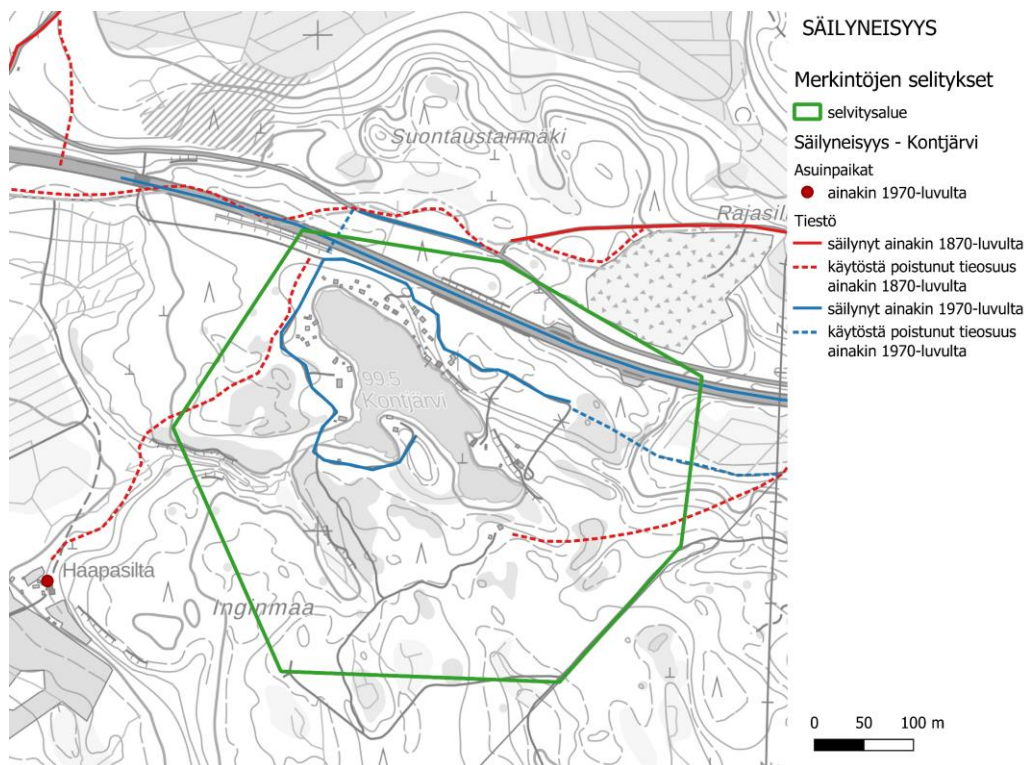 SÄILYNEISYYS
Merkintöjen selitykset
selvitysalue
Säilyneisyys - Kontjärvi
Asuinpaikat
ainakin 1970-luvulta
Tiestö
säilynyt ainakin 1870-luvulta
käytöstä poistunut tieosuus
ainakin 1870-luvulta
säilynyt ainakin 1970-luvulta
käytöstä poistunut tieosuus
ainakin 1970-luvulta
Suontaustanmäki
Rajasil
99.5
Kontjärvi
Haapasilta
Inginmaa
0 50 100 m